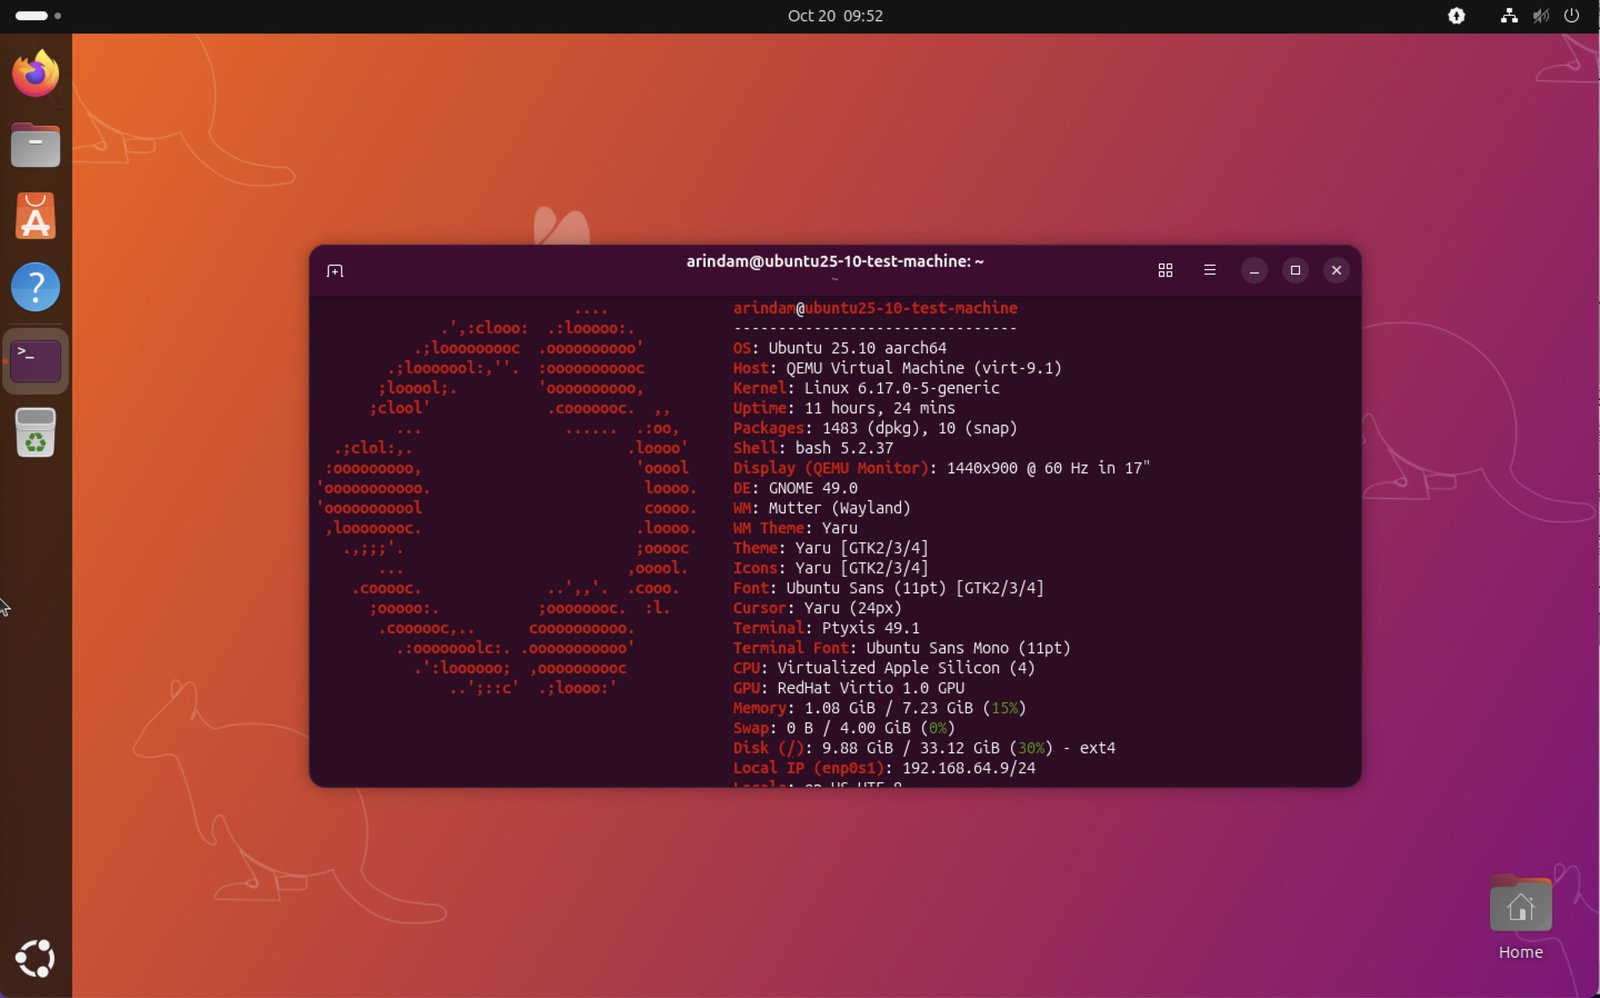 Oct 20 09:52
arindam@ubuntu25-10-test-machine: ~
~
arindam@ubuntu25-10-test-machine
--------------------------------
OS: Ubuntu 25.10 aarch64
Host: QEMU Virtual Machine (virt-9.1)
Kernel: Linux 6.17.0-5-generic
Uptime: 11 hours, 24 mins
Packages: 1483 (dpkg), 10 (snap)
Shell: bash 5.2.37
Display (QEMU Monitor): 1440x900 @ 60 Hz in 17"
DE: GNOME 49.0
WM: Mutter (Wayland)
WM Theme: Yaru
Theme: Yaru [GTK2/3/4]
Icons: Yaru [GTK2/3/4]
Font: Ubuntu Sans (11pt) [GTK2/3/4]
Cursor: Yaru (24px)
Terminal: Ptyxis 49.1
Terminal Font: Ubuntu Sans Mono (11pt)
CPU: Virtualized Apple Silicon (4)
GPU: RedHat Virtio 1.0 GPU
Memory: 1.08 GiB / 7.23 GiB (15%)
Swap: 0 B / 4.00 GiB (0%)
Disk (/): 9.88 GiB / 33.12 GiB (30%) - ext4
Local IP (enp0s1): 192.168.64.9/24
Home